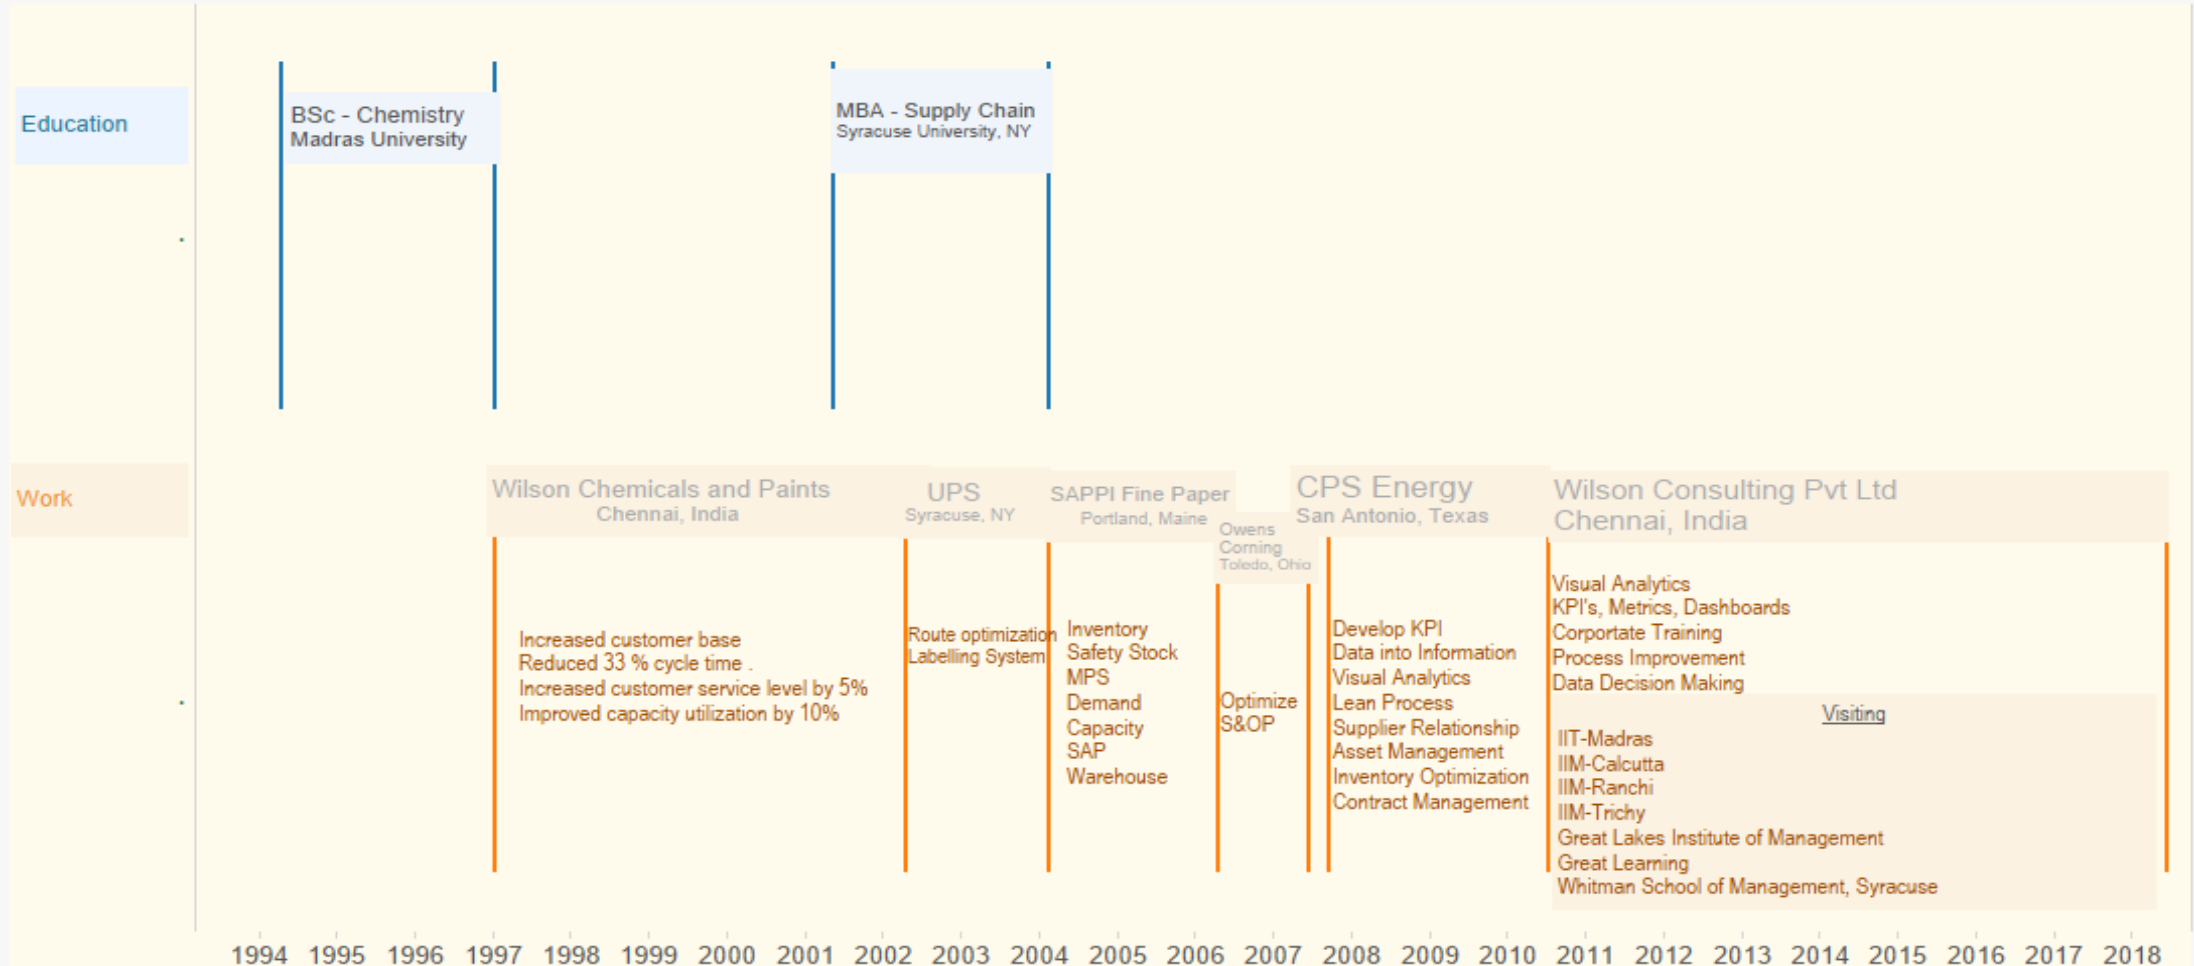 Education
BSc - Chemistry
Madras University
MBA - Supply Chain
Syracuse University, NY
Work
Wilson Chemicals and Paints
Chennai, India
Increased customer base
Reduced 33 % cycle time .
Increased customer service level by 5%
Improved capacity utilization by 10%
UPS
Syracuse, NY
Route optimization
Labelling System
SAPPI Fine Paper
Portland, Maine
Inventory
Safety Stock
MPS
Demand
Capacity
SAP
Warehouse
Owens
Corning
Toledo, Ohio
Optimize
S&OP
CPS Energy
San Antonio, Texas
Develop KPI
Data into Information
Visual Analytics
Lean Process
Supplier Relationship
Asset Management
Inventory Optimization
Contract Management
Wilson Consulting Pvt Ltd
Chennai, India
Visual Analytics
KPI's, Metrics, Dashboards
Corportate Training
Process Improvement
Data Decision Making
Visiting
IIT-Madras
IIM-Calcutta
IIM-Ranchi
IIM-Trichy
Great Lakes Institute of Management
Great Learning
Whitman School of Management, Syracuse
1994 1995 1996 1997 1998 1999 2000 2001 2002 2003 2004 2005 2006 2007 2008 2009 2010 2011 2012 2013 2014 2015 2016 2017 2018